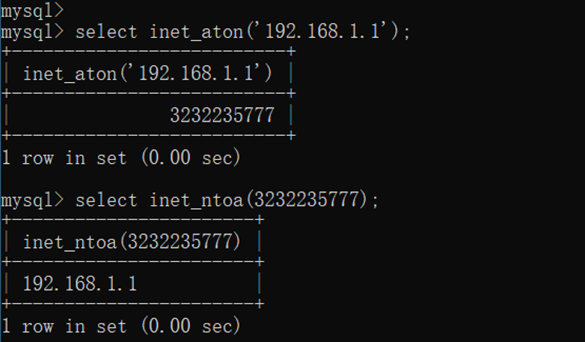 mysql>
mysql> select inet_aton('192.168.1.1');
+--------------------------+
| inet_aton('192.168.1.1') |
+--------------------------+
|               3232235777 |
+--------------------------+
1 row in set (0.00 sec)
mysql> select inet_ntoa(3232235777);
+-----------------------+
| inet_ntoa(3232235777) |
+-----------------------+
| 192.168.1.1           |
+-----------------------+
1 row in set (0.00 sec)